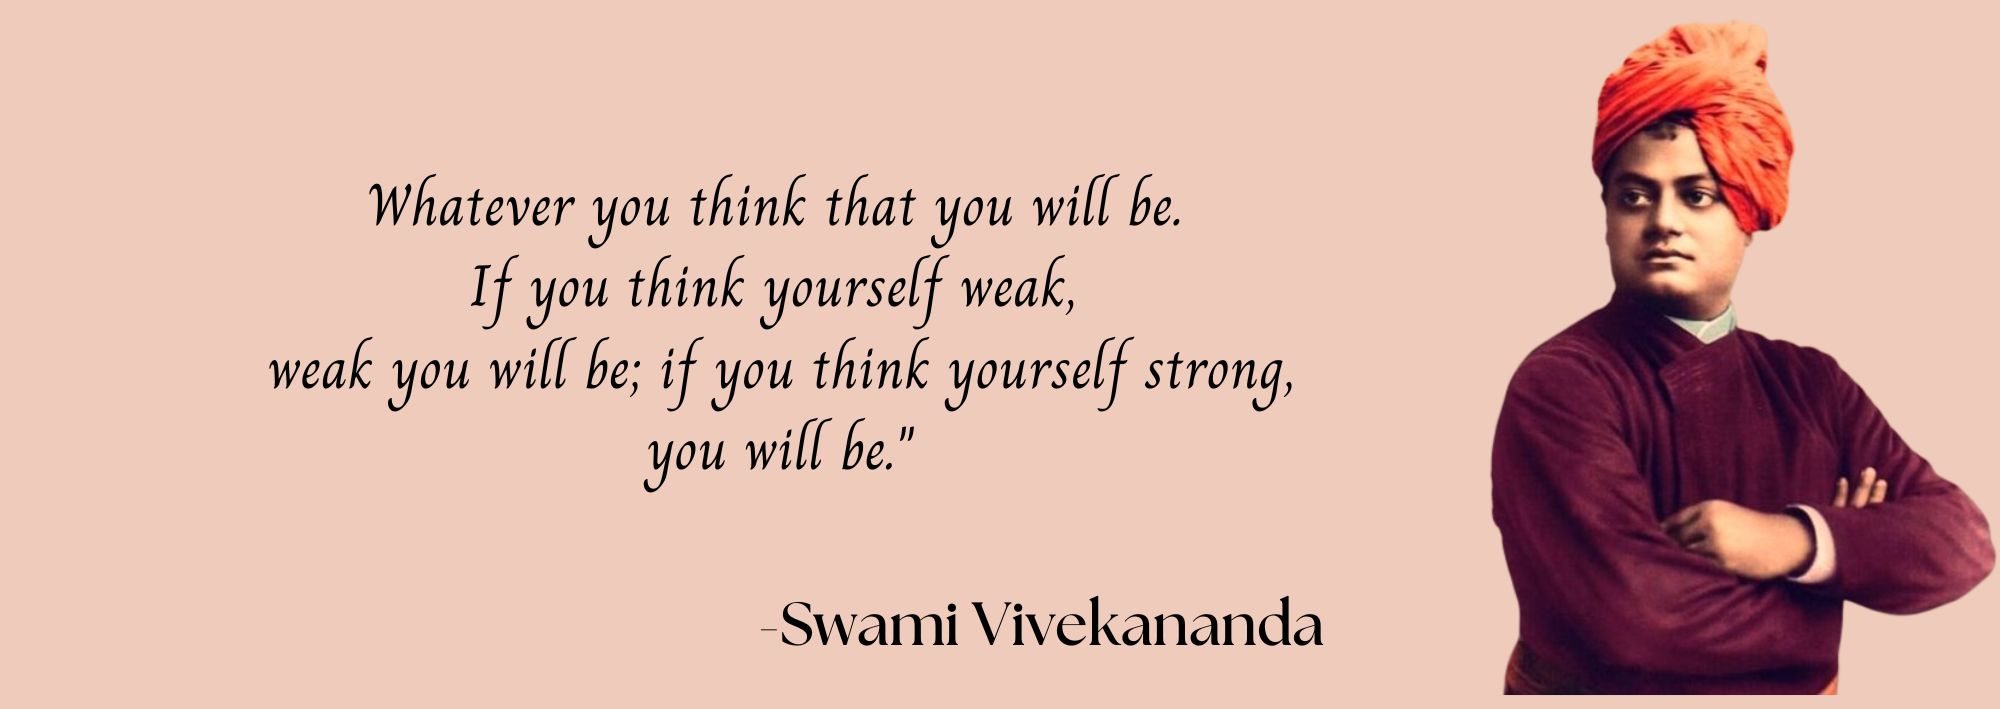 Whatever you think that you will be.
If you think yourself weak,
weak you will be; if you think yourself strong,
you will be."
-Swami Vivekananda